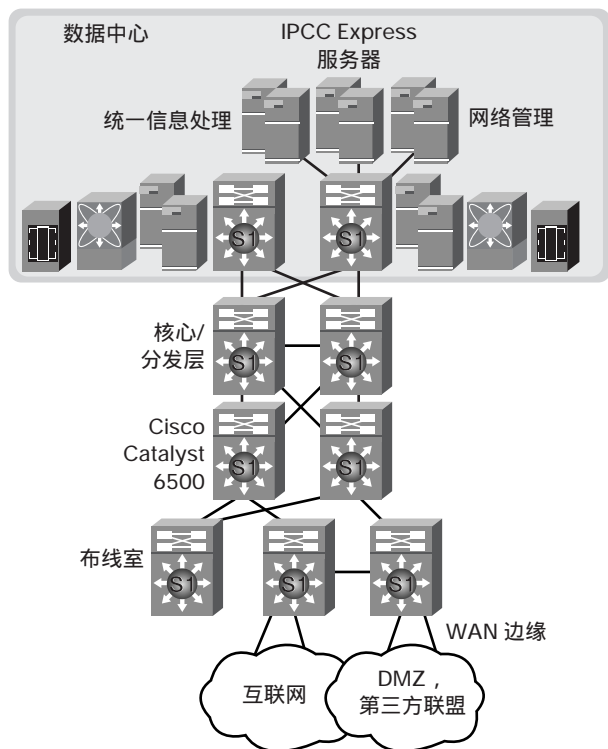 数据中心
IPCC Express
服务器
统一信息处理
网络管理
S1
S1
核心/
分发层
S1
S1
Cisco
Catalyst
6500
S1
S1
布线室
S1
S1
S1
WAN 边缘
互联网
DMZ，
第三方联盟